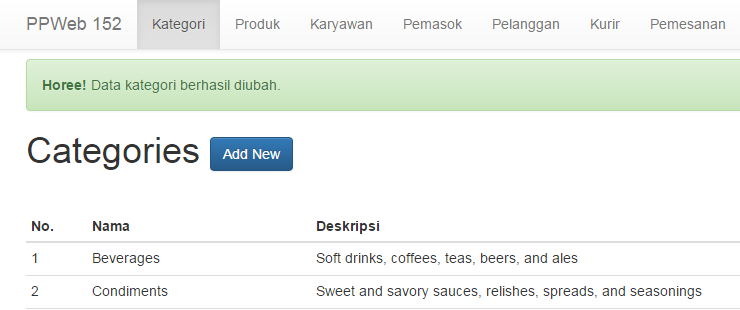 PPWeb 152 Kategori Produk Karyawan Pemasok Pelanggan Kurir Pemesanan
Horee! Data kategori berhasil diubah.
Categories Add New
No. Nama Deskripsi
1 Beverages Soft drinks, coffees, teas, beers, and ales
2 Condiments Sweet and savory sauces, relishes, spreads, and seasonings